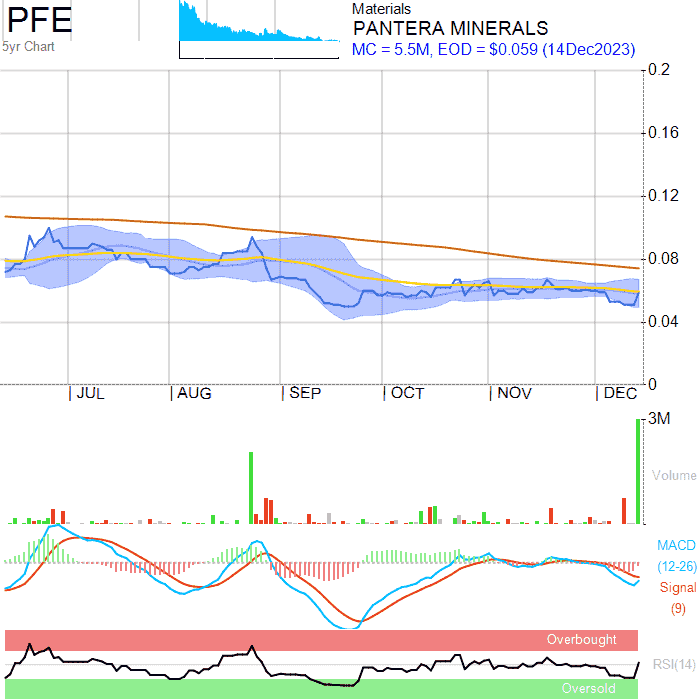 PFE
5yr Chart
Materials
PANTERA MINERALS
MC = 5.5M, EOD = $0.059 (14Dec2023)
0.2
0.16
0.12
0.08
0.04
0
JUL AUG SEP OCT NOV DEC
3M
Volume
MACD
(12-26)
Signal
(9)
Overbought
RSI(14)
Oversold